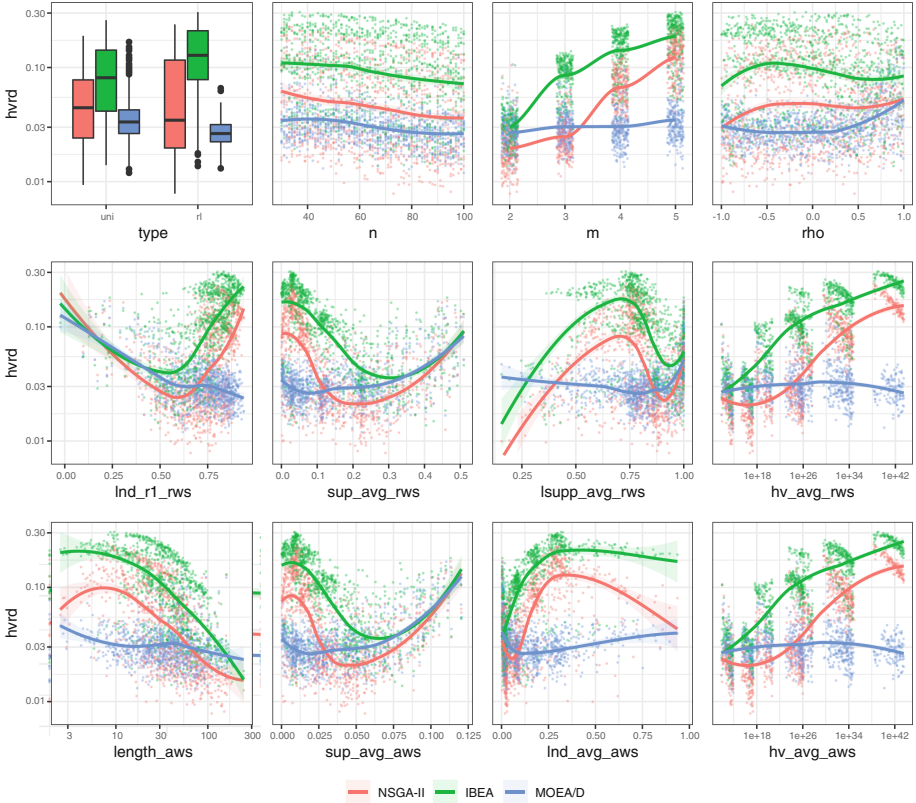 hvrd
0.30
0.10
0.03
0.01
uni
rl
type
40 60 80 100
n
2 3 4 5
m
-1.0 -0.5 0.0 0.5 1.0
rho
hvrd
0.30
0.10
0.03
0.01
0.00 0.25 0.50 0.75
lnd_r1_rws
0.0 0.1 0.2 0.3 0.4 0.5
sup_avg_rws
0.25 0.50 0.75 1.00
lsupp_avg_rws
1e+18 1e+26 1e+34 1e+42
hv_avg_rws
hvrd
0.30
0.10
0.03
0.01
3 10 30 100 300
length_aws
0.000 0.025 0.050 0.075 0.100 0.125
sup_avg_aws
0.00 0.25 0.50 0.75 1.00
lnd_avg_aws
1e+18 1e+26 1e+34 1e+42
hv_avg_aws
NSGA-II IBEA MOEA/D